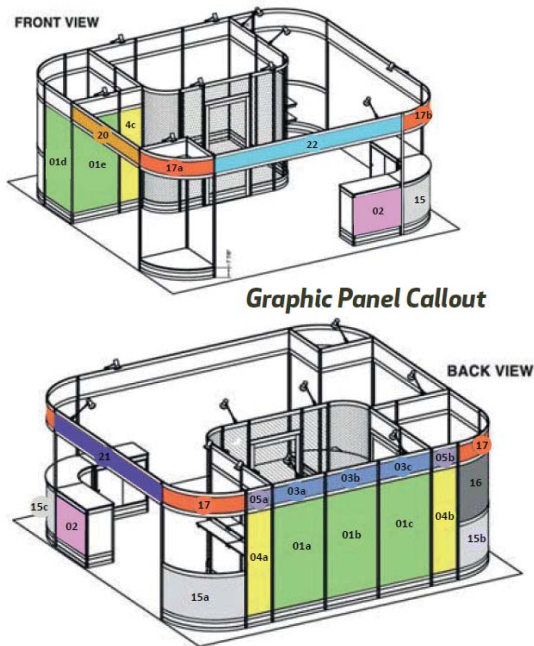 FRONT VIEW
4c
17b
20
22
01d
01e
17a
02
15
Graphic Panel Callout
BACK VIEW
21
17
05b
17
03c
03b
05a
03a
16
15c
02
01c
04b
01b
01a
04a
15b
15a